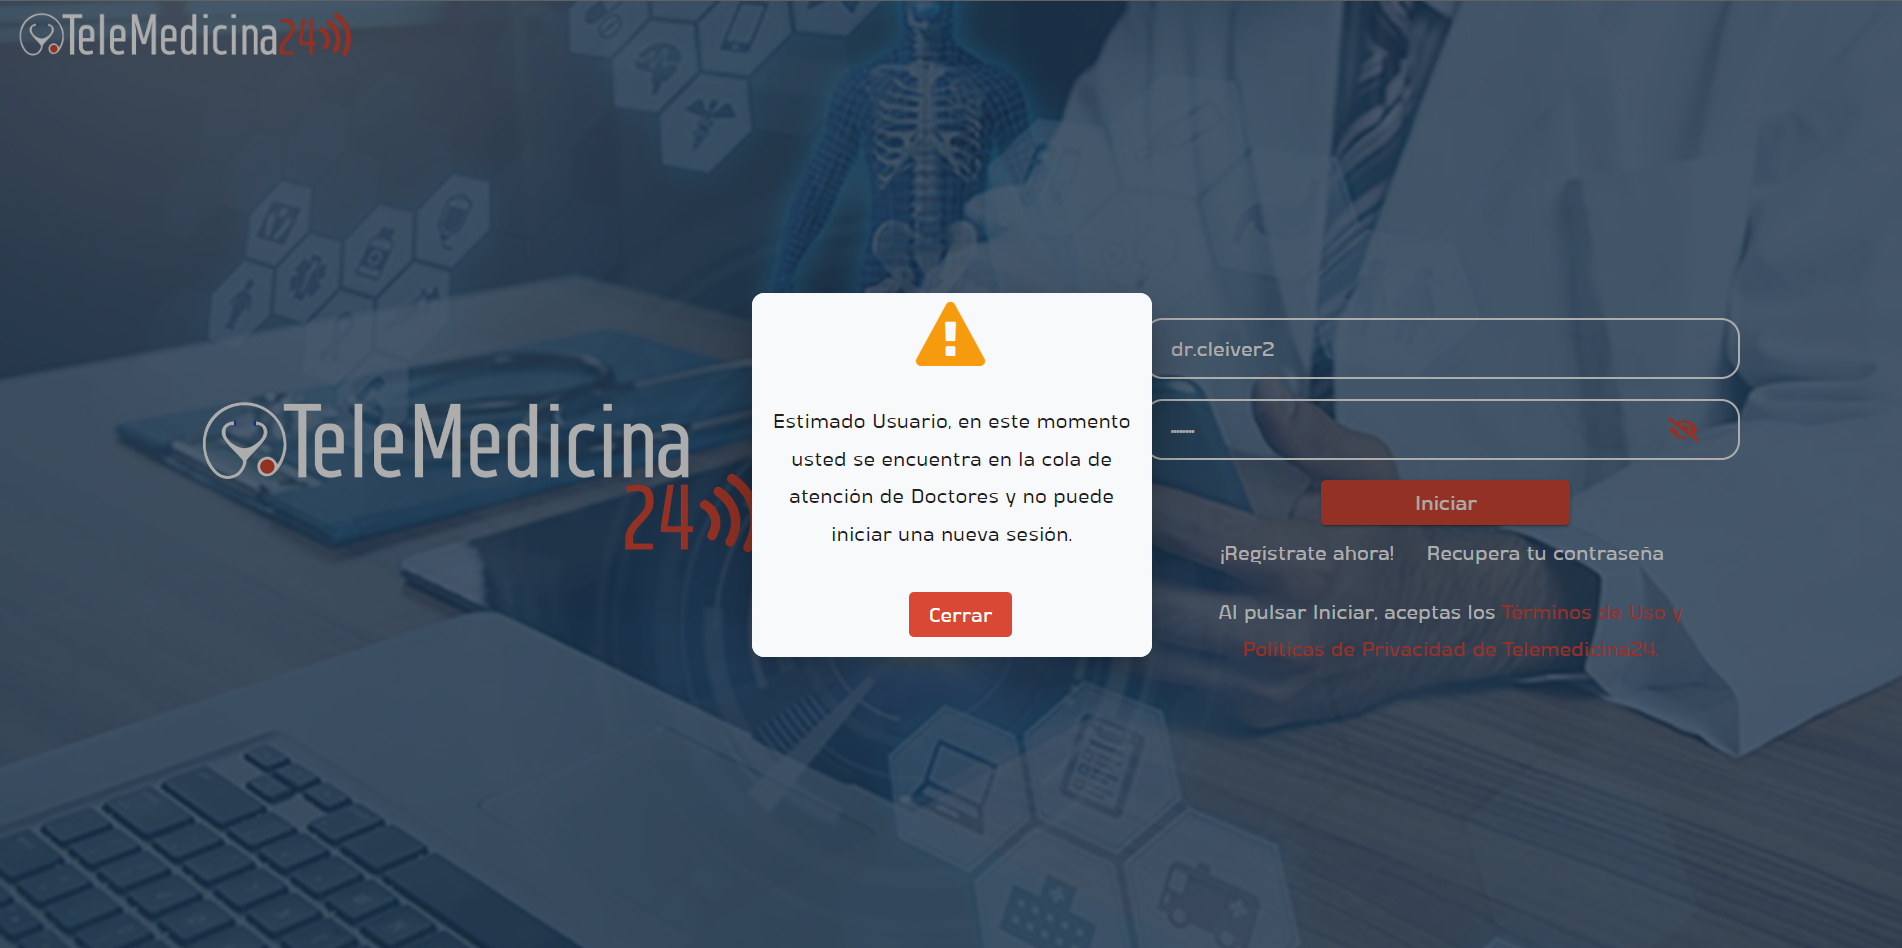 TeleMedicina24
TeleMedicina
24
Estimado Usuario, en este momento
usted se encuentra en la cola de
atención de Doctores y no puede
iniciar una nueva sesión.
Cerrar
dr.cleiver2
Iniciar
¡Registrate ahora! Recupera tu contraseña
Al pulsar Iniciar, aceptas los Términos de Uso y
Políticas de Privacidad de Telemedicina24.